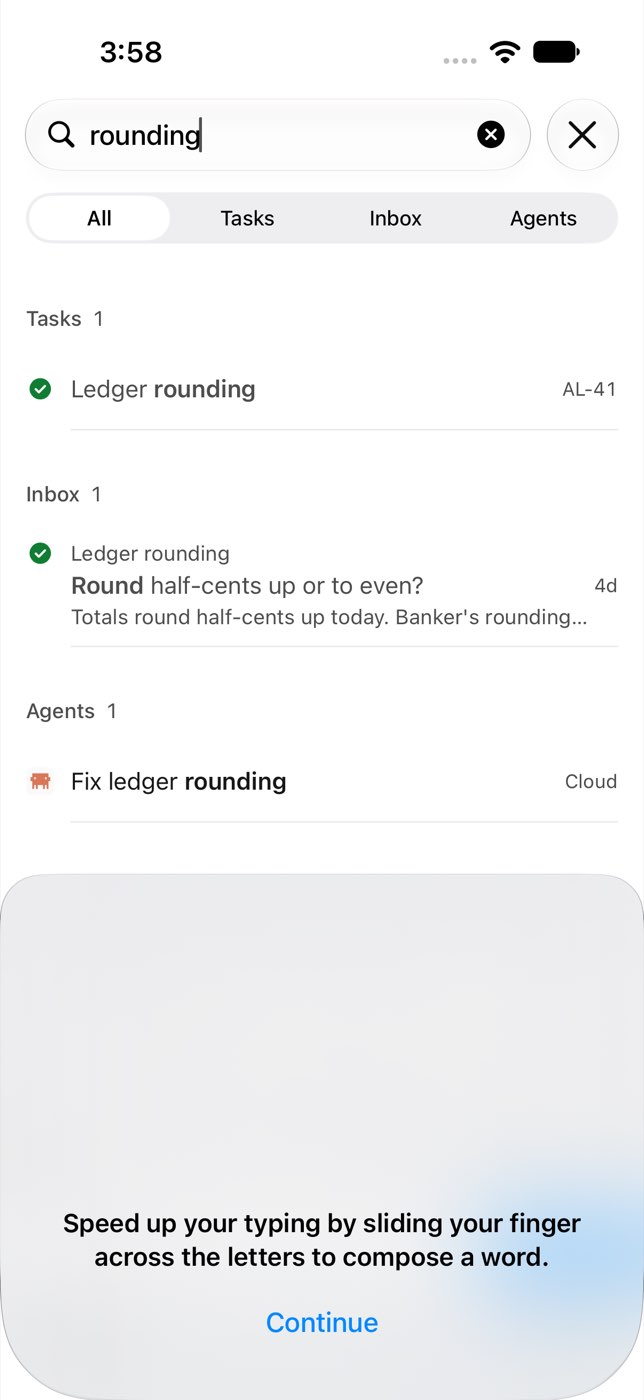 3:58
rounding
All Tasks Inbox Agents
Tasks 1
Ledger rounding AL-41
Inbox 1
Ledger rounding
Round half-cents up or to even? 4d
Totals round half-cents up today. Banker's rounding...
Agents 1
Fix ledger rounding Cloud
Speed up your typing by sliding your finger
across the letters to compose a word.
Continue